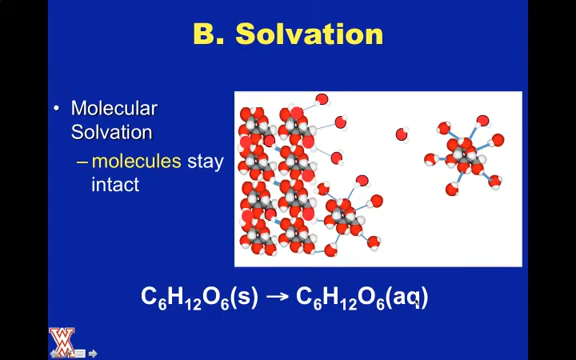 B. Solvation
• Molecular
Solvation
–molecules stay
intact
C₆H₁₂O₆(s) → C₆H₁₂O₆(aq)